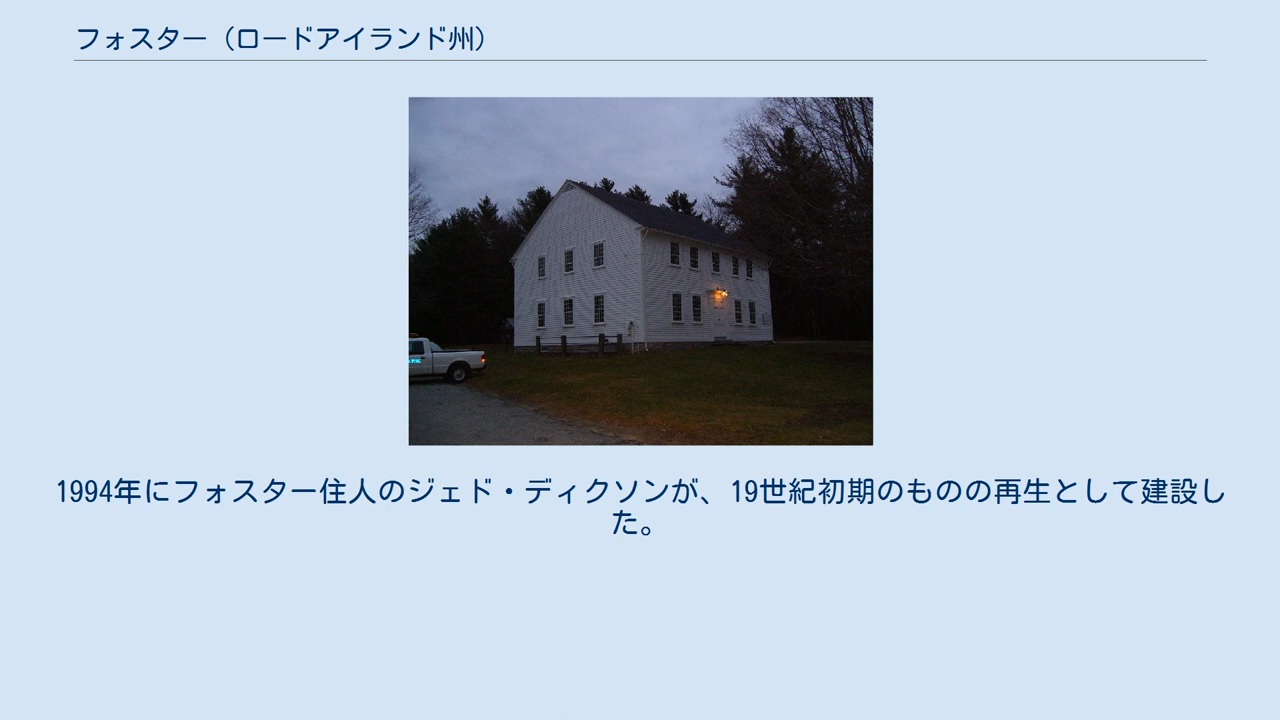 フォスター（ロードアイランド州）
1994年にフォスター住人のジェド・ディクソンが、19世紀初期のものの再生として建設し
た。